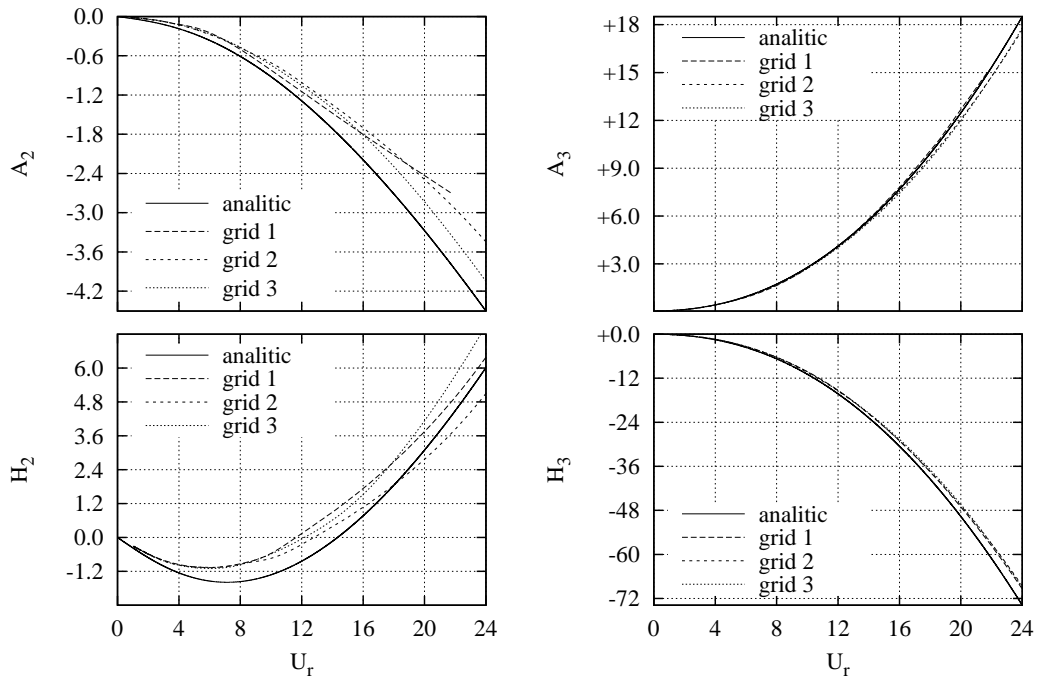 0.0
-0.6
-1.2
-1.8
-2.4
-3.0
-3.6
-4.2
A2
analitic
grid 1
grid 2
grid 3
+18
+15
+12
+9.0
+6.0
+3.0
A3
analitic
grid 1
grid 2
grid 3
6.0
4.8
3.6
2.4
1.2
0.0
-1.2
H2
analitic
grid 1
grid 2
grid 3
0 4 8 12 16 20 24
Ur
+0.0
-12
-24
-36
-48
-60
-72
H3
analitic
grid 1
grid 2
grid 3
0 4 8 12 16 20 24
Ur